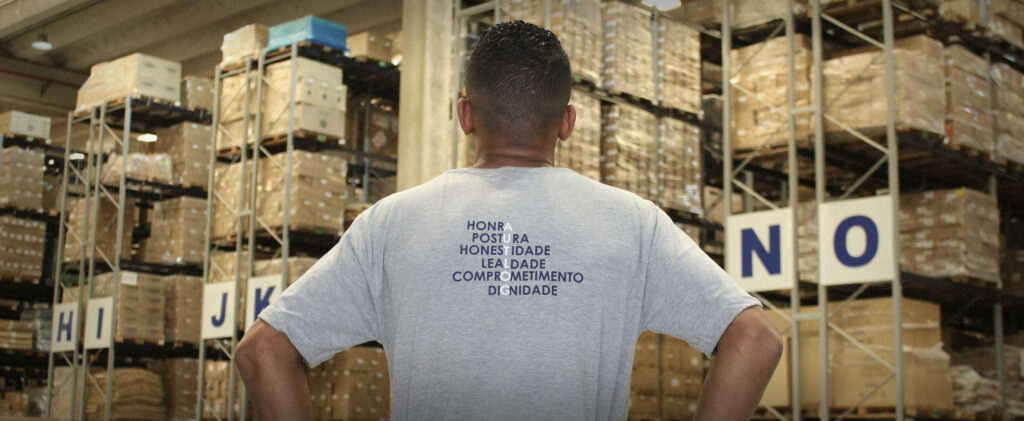 HONRA
POSTURA
HONESTIDADE
LEALDADE
COMPROMETIMENTO
DIGNIDADE
H I J K N O